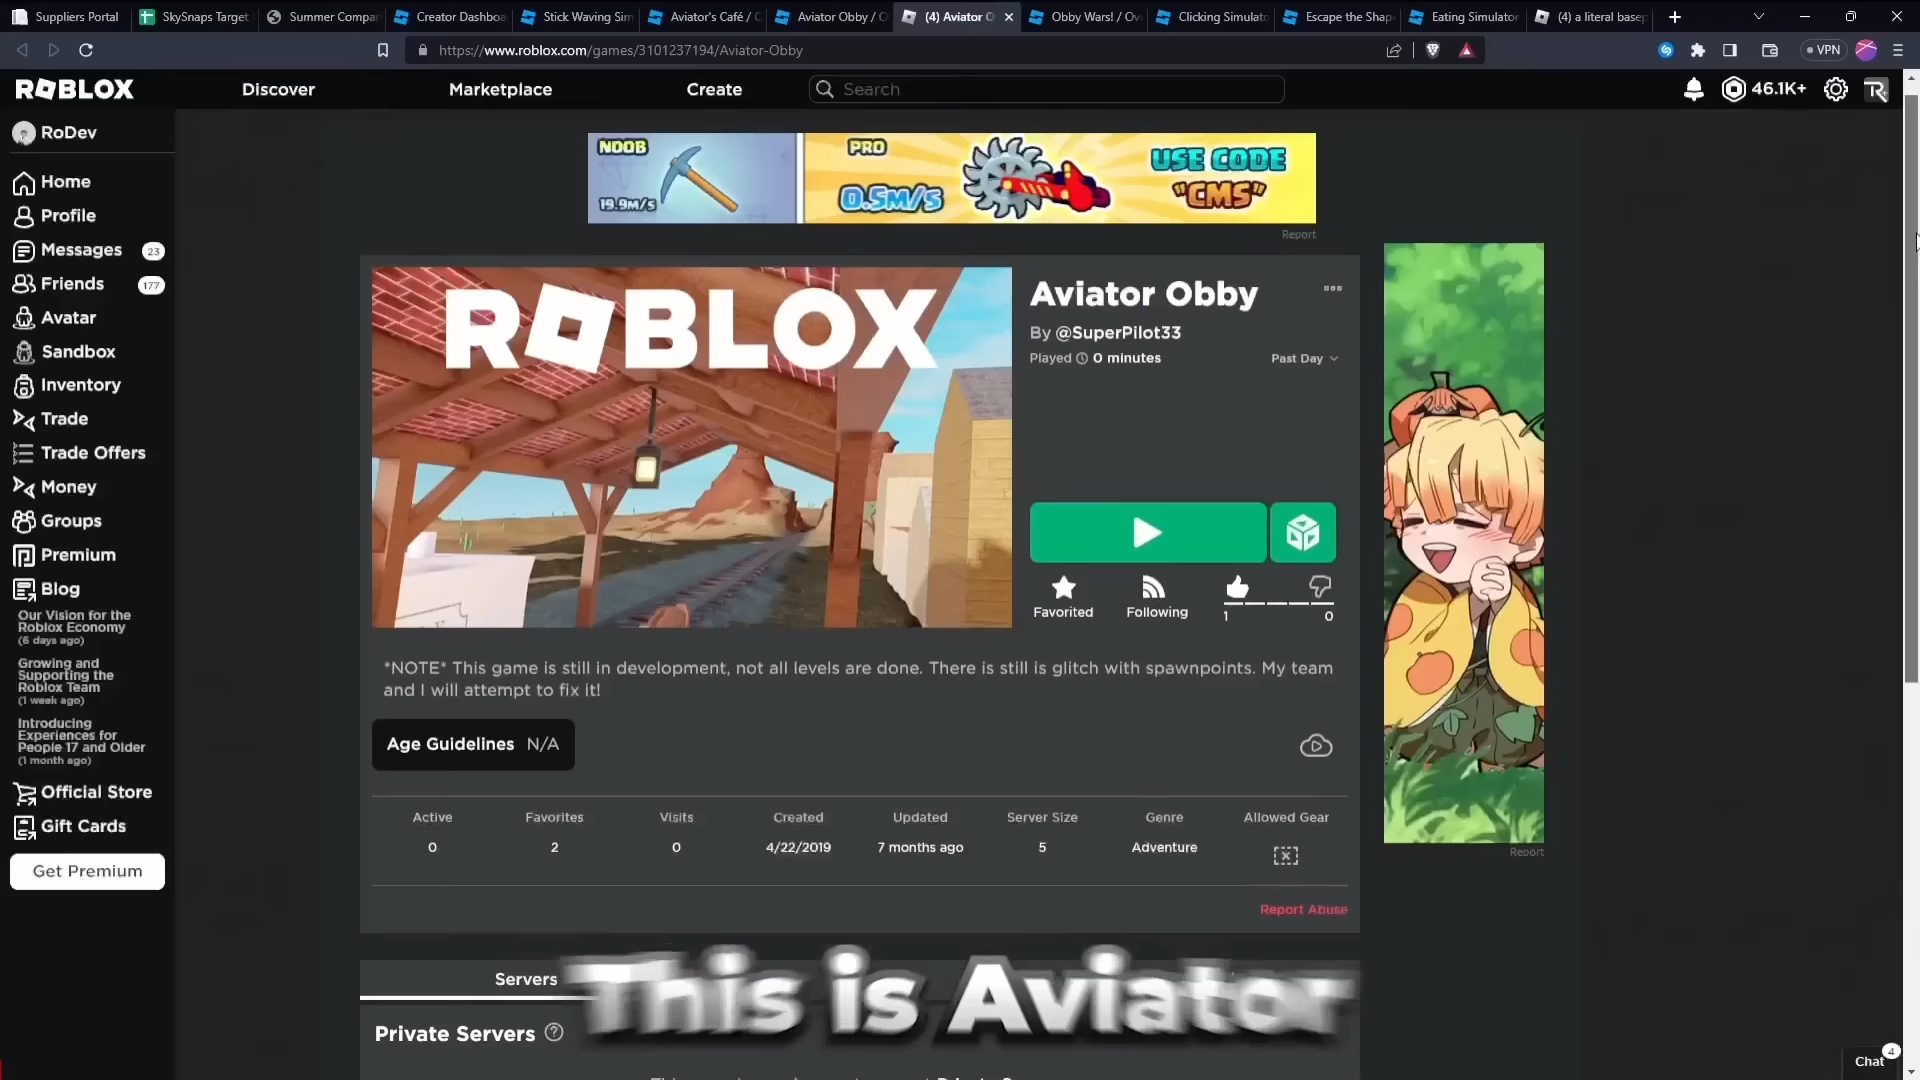 Suppliers Portal
SkySnaps Target
Summer Compa
Creator Dashboa
Stick Waving Sim
Aviator's Café / C
Aviator Obby / O
(4) Aviator O
Obby Wars! / Ov
Clicking Simulato
Escape the Shap
Eating Simulator
(4) a literal basep
https://www.roblox.com/games/3101237194/Aviator-Obby
VPN
ROBLOX
Discover
Marketplace
Create
Search
46.1K+
RoDev
Home
Profile
Messages 23
Friends 177
Avatar
Sandbox
Inventory
Trade
Trade Offers
Money
Groups
Premium
Blog
Our Vision for the
Roblox Economy
(6 days ago)
Growing and
Supporting the
Roblox Team
(1 week ago)
Introducing
Experiences for
People 17 and Older
(1 month ago)
Official Store
Gift Cards
Get Premium
NOOB
19.9M/S
PRO
0.5M/S
USE CODE
"CMS"
Report
ROBLOX
Aviator Obby
By @SuperPilot33
Played 0 minutes
Past Day
Favorited
Following
1
0
*NOTE* This game is still in development, not all levels are done. There is still is glitch with spawnpoints. My team
and I will attempt to fix it!
Age Guidelines N/A
Active Favorites Visits Created Updated Server Size Genre Allowed Gear
0 2 0 4/22/2019 7 months ago 5 Adventure
Report Abuse
Report
Servers
This is Aviator
Private Servers
Chat 4